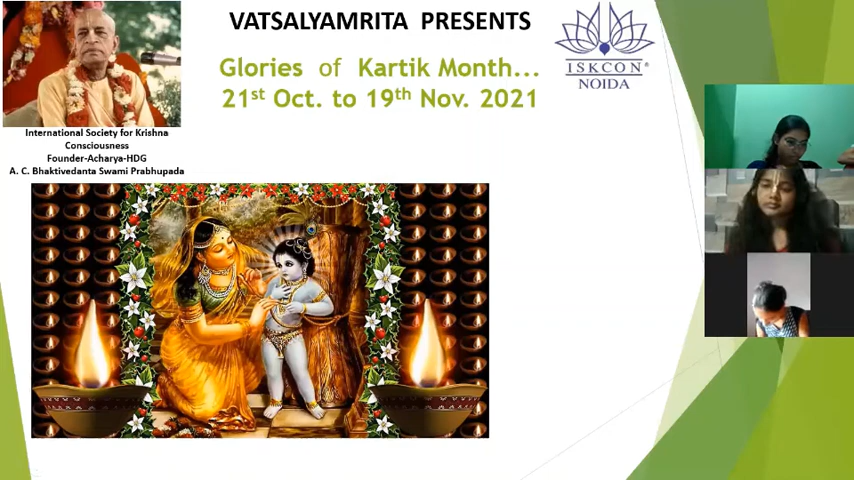 VATSALYAMRITA PRESENTS
Glories of Kartik Month...
21st Oct. to 19th Nov. 2021
ISKCON®
NOIDA
International Society for Krishna
Consciousness
Founder-Acharya-HDG
A. C. Bhaktivedanta Swami Prabhupada